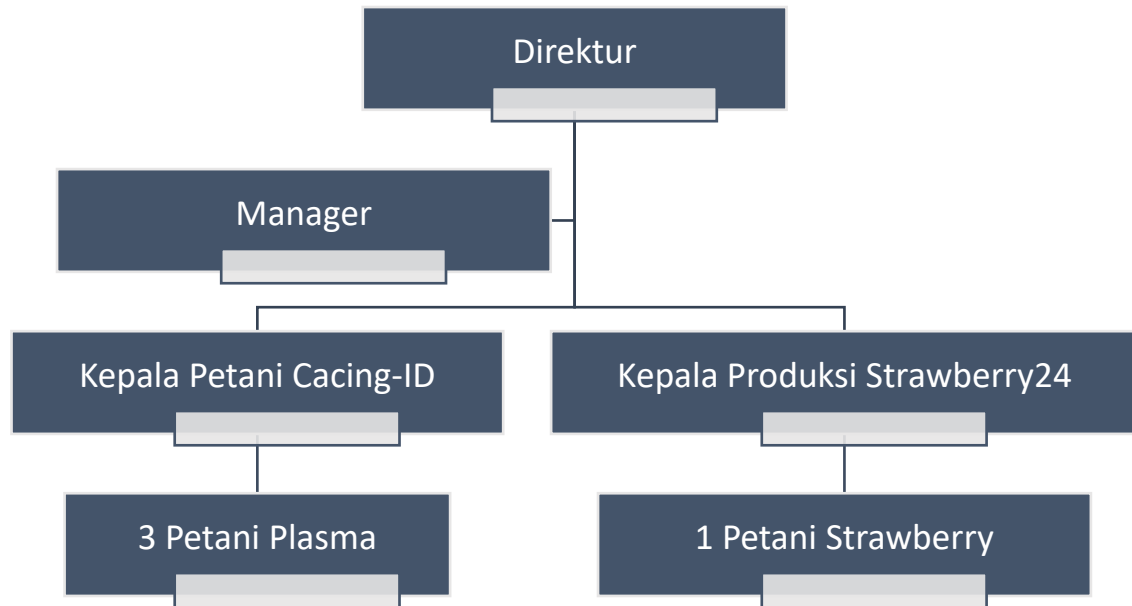 Direktur
Manager
Kepala Petani Cacing-ID
Kepala Produksi Strawberry24
3 Petani Plasma
1 Petani Strawberry